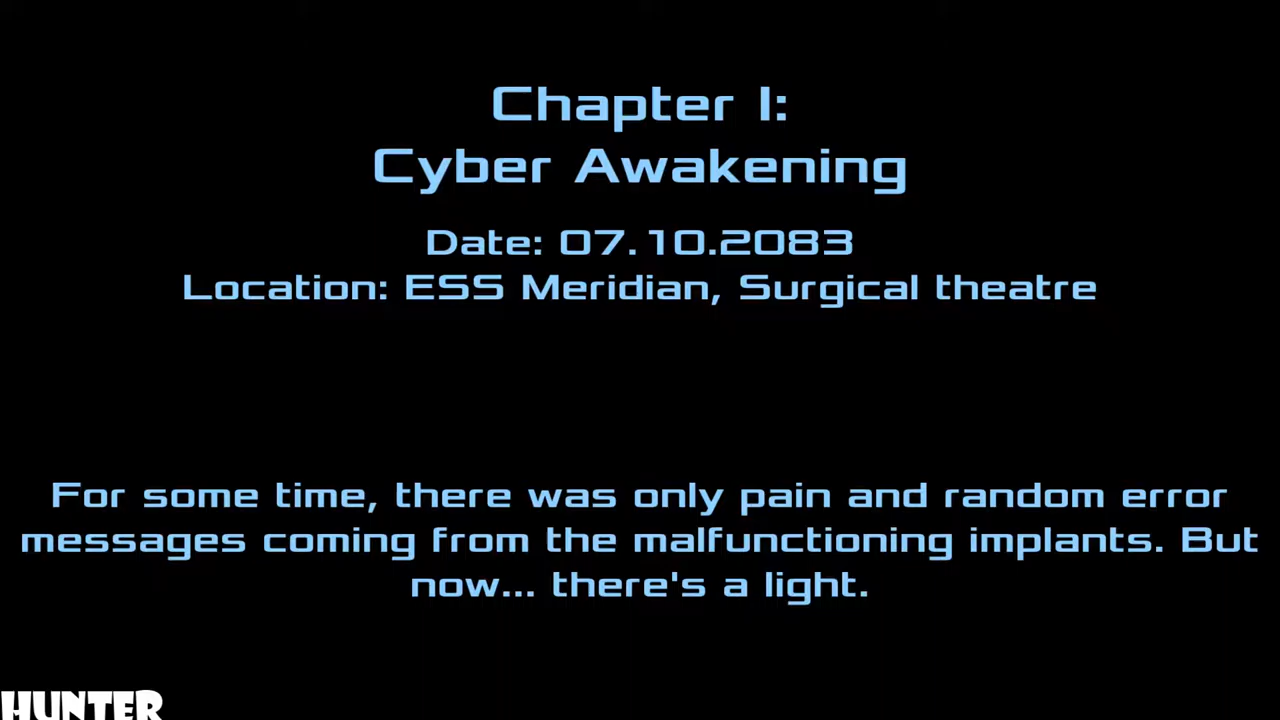 Chapter I:
Cyber Awakening
Date: 07.10.2083
Location: ESS Meridian, Surgical theatre
For some time, there was only pain and random error
messages coming from the malfunctioning implants. But
now... there's a light.
HUNTER